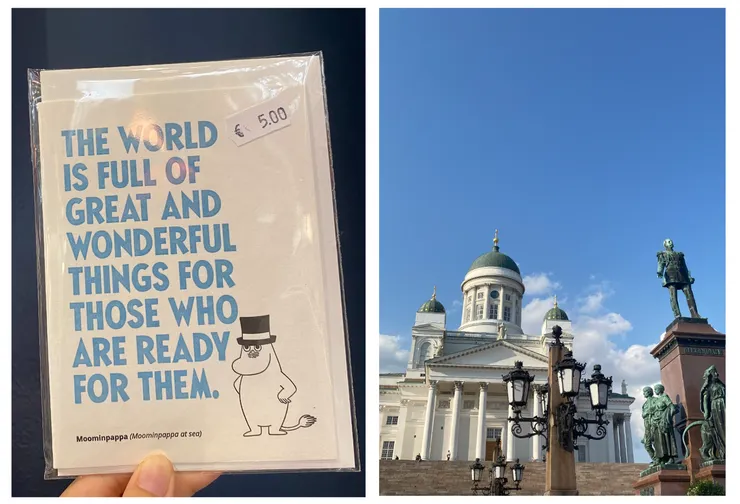 € 5.00
THE WORLD
IS FULL OF
GREAT AND
WONDERFUL
THINGS FOR
THOSE WHO
ARE READY
FOR THEM.
Moominpappa (Moominpappa at sea)